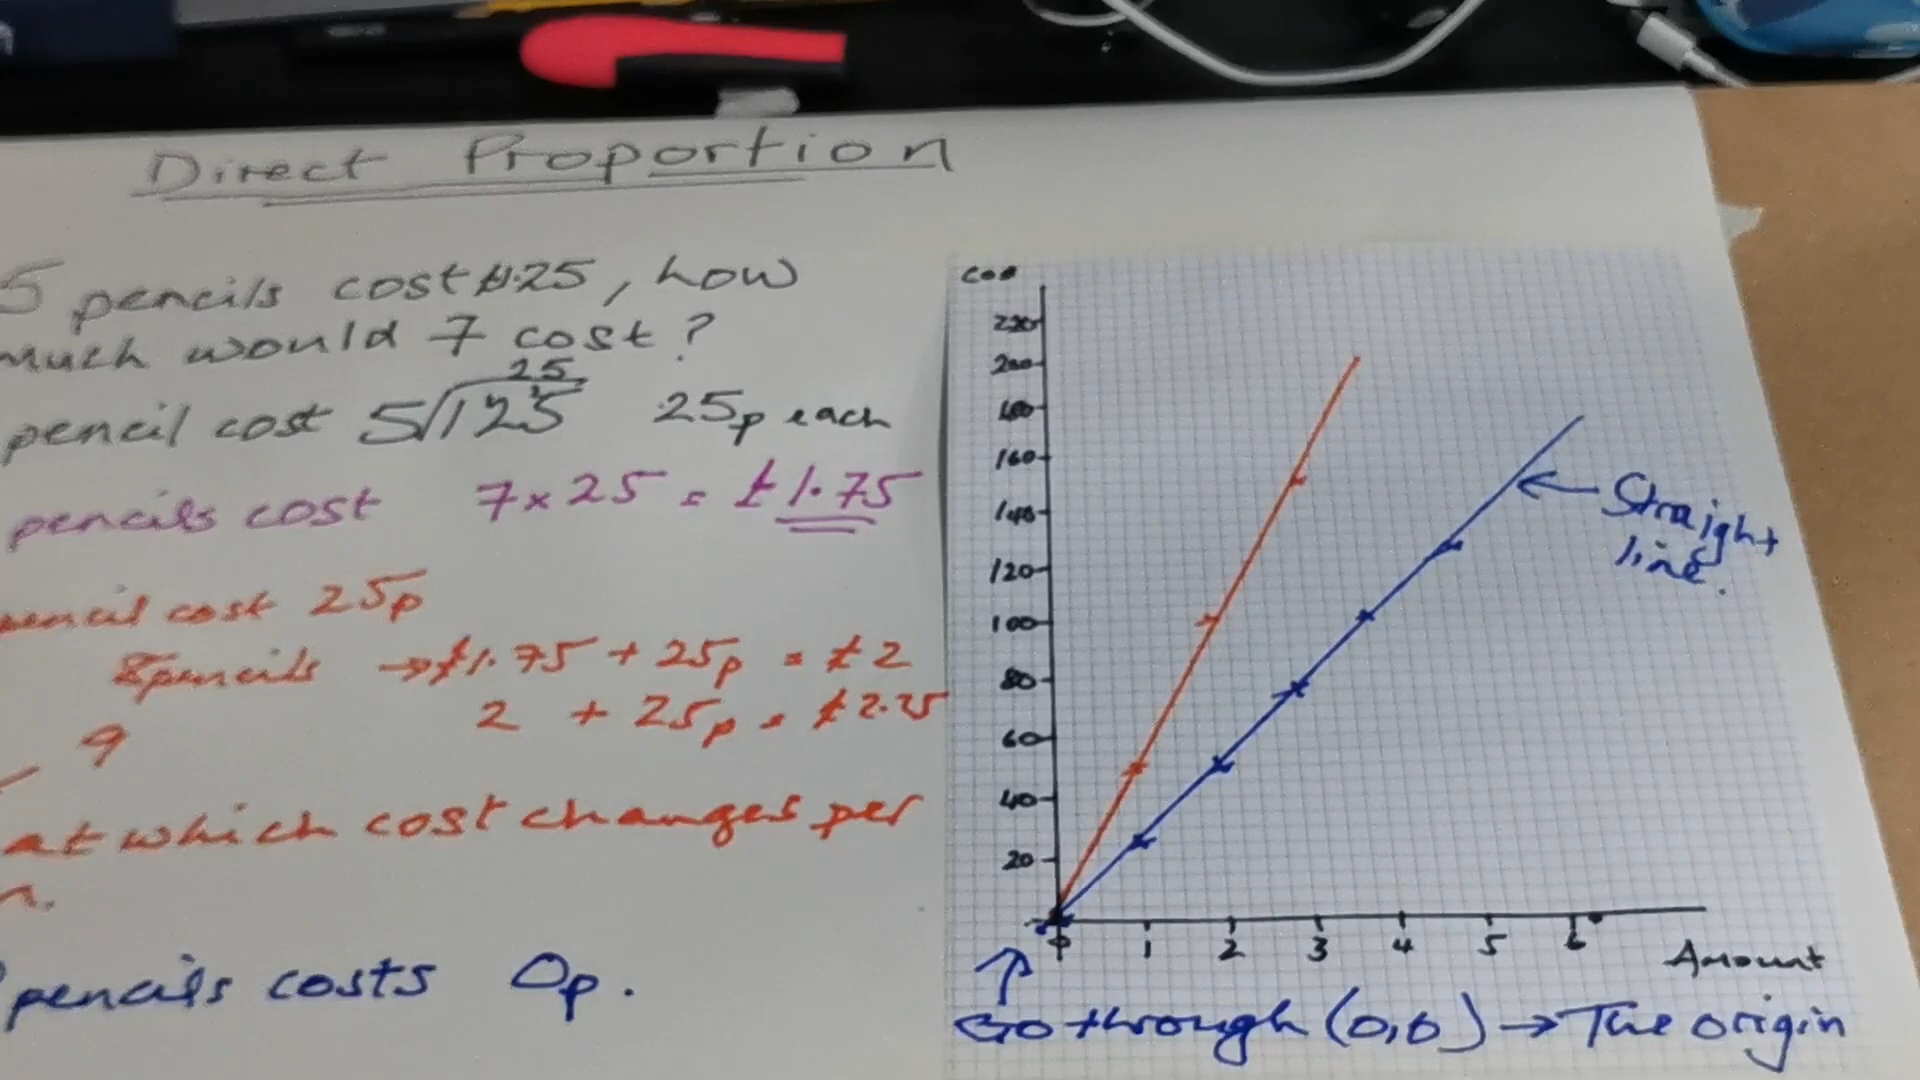 Direct Proportion
5 pencils cost £1.25, how
much would 7 cost?
pencil cost 5√125 25 25p each
pencils cost 7 x 25 = £1.75
pencil cost 25p
pencils → £1.75 + 25p = £2
9 2 + 25p = £2.25
at which cost changes per
n.
pencils costs 0p.
220
200
180
160
140
120
100
80
60
40
20
0 1 2 3 4 5 6
Amount
Straight
line.
Go through (0,0) → The origin